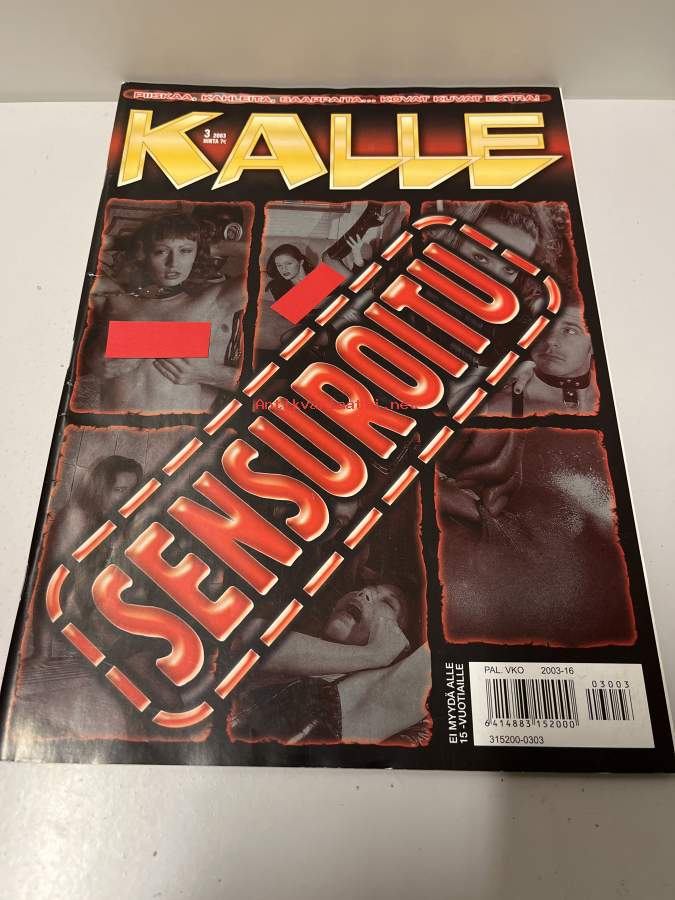 PIISKAA, KAHLEITA, SAAPPAITA... KOVAT KUVAT EXTRA!
3 2003
HINTA 7€
KALLE
SENSUROITU
Antikvariaatti.net
EI MYYDÄ ALLE
15-VUOTIAILLE
PAL. VKO 2003-16
03003
6 414883 152000
315200-0303